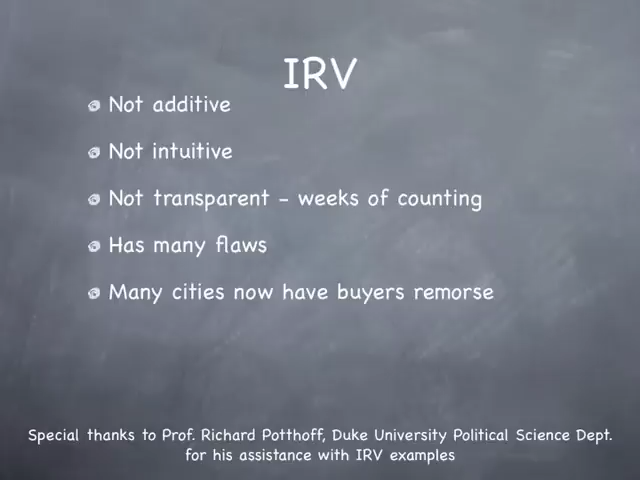 IRV
Not additive
Not intuitive
Not transparent - weeks of counting
Has many flaws
Many cities now have buyers remorse
Special thanks to Prof. Richard Potthoff, Duke University Political Science Dept.
for his assistance with IRV examples